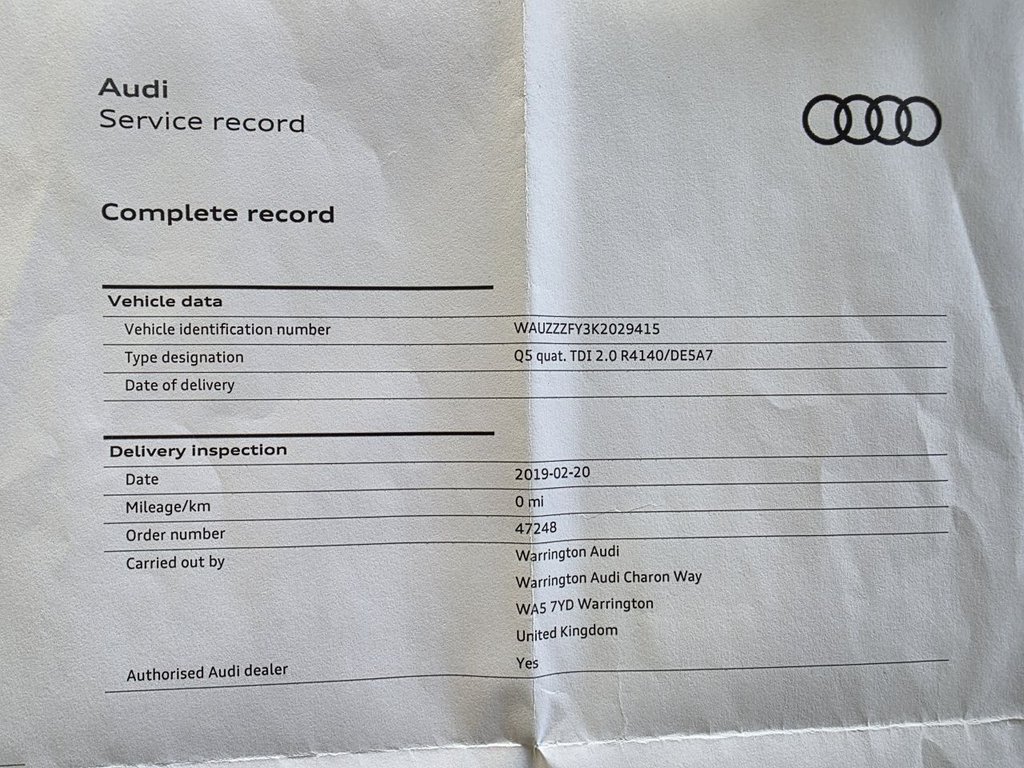 Audi
Service record
Complete record
Vehicle data
Vehicle identification number WAUZZZFY3K2029415
Type designation Q5 quat. TDI 2.0 R4140/DE5A7
Date of delivery
Delivery inspection
Date 2019-02-20
Mileage/km 0 mi
Order number 47248
Carried out by Warrington Audi
Warrington Audi Charon Way
WA5 7YD Warrington
United Kingdom
Authorised Audi dealer Yes